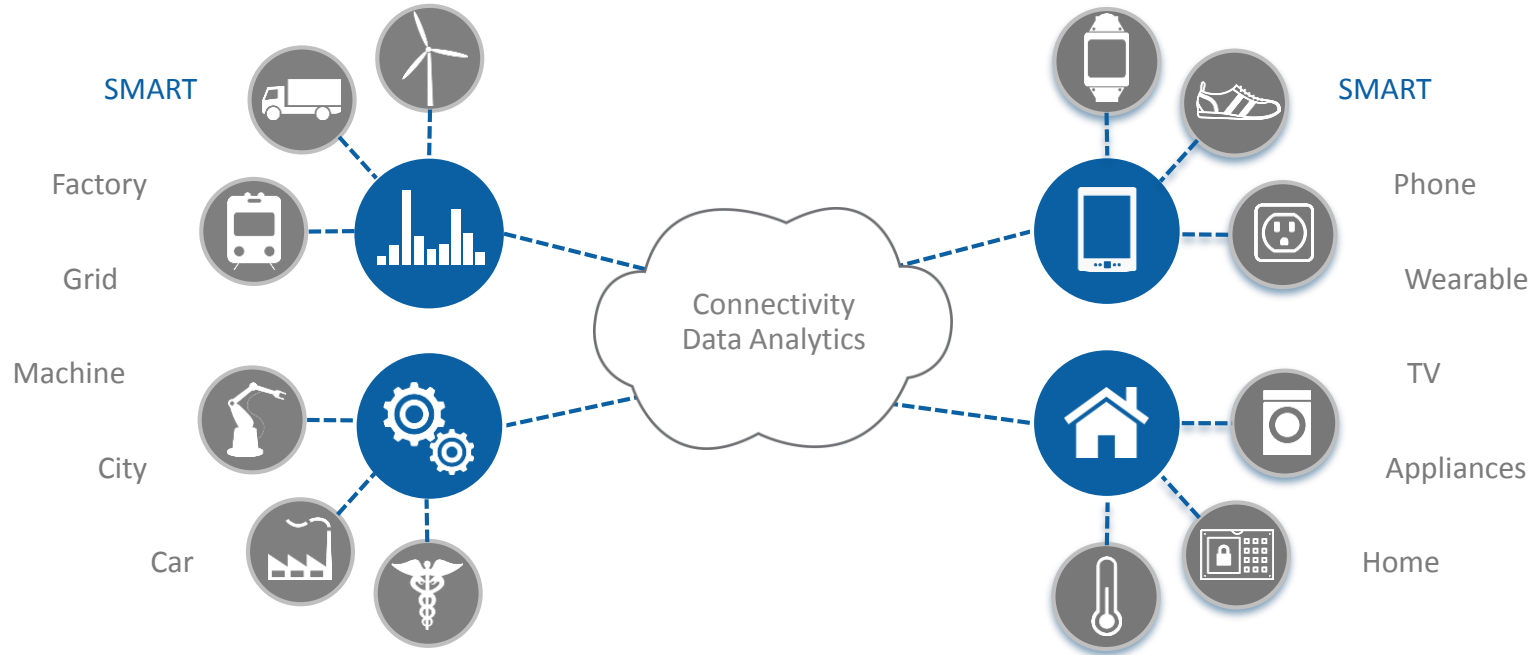 SMART
Factory
Grid
Machine
City
Car
Connectivity
Data Analytics
SMART
Phone
Wearable
TV
Appliances
Home